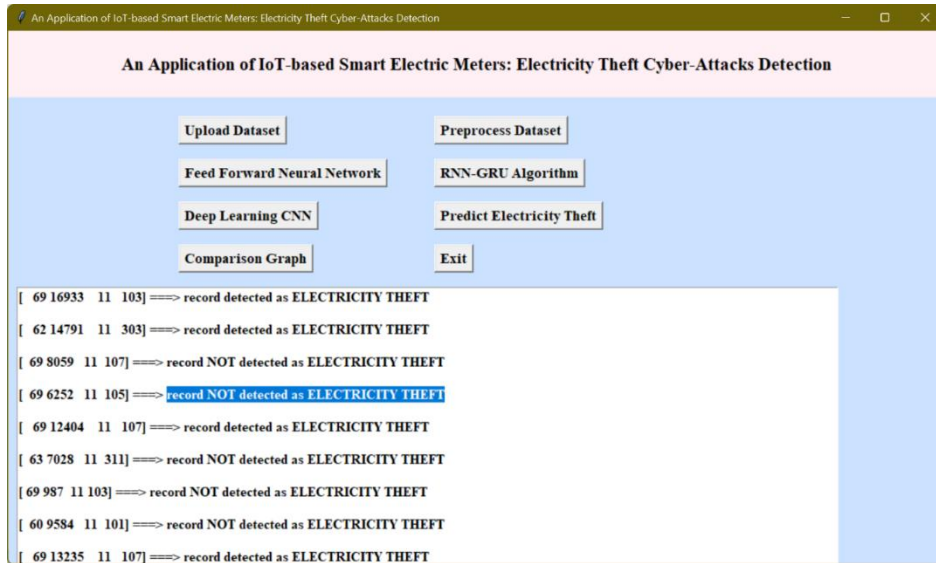 An Application of IoT-based Smart Electric Meters: Electricity Theft Cyber-Attacks Detection
An Application of IoT-based Smart Electric Meters: Electricity Theft Cyber-Attacks Detection
Upload Dataset
Preprocess Dataset
Feed Forward Neural Network
RNN-GRU Algorithm
Deep Learning CNN
Predict Electricity Theft
Comparison Graph
Exit
[ 69 16933 11 103] ===> record detected as ELECTRICITY THEFT
[ 62 14791 11 303] ===> record detected as ELECTRICITY THEFT
[ 69 8059 11 107] ===> record NOT detected as ELECTRICITY THEFT
[ 69 6252 11 105] ===> record NOT detected as ELECTRICITY THEFT
[ 69 12404 11 107] ===> record detected as ELECTRICITY THEFT
[ 63 7028 11 311] ===> record NOT detected as ELECTRICITY THEFT
[ 69 987 11 103] ===> record NOT detected as ELECTRICITY THEFT
[ 60 9584 11 101] ===> record NOT detected as ELECTRICITY THEFT
[ 69 13235 11 107] ===> record detected as ELECTRICITY THEFT